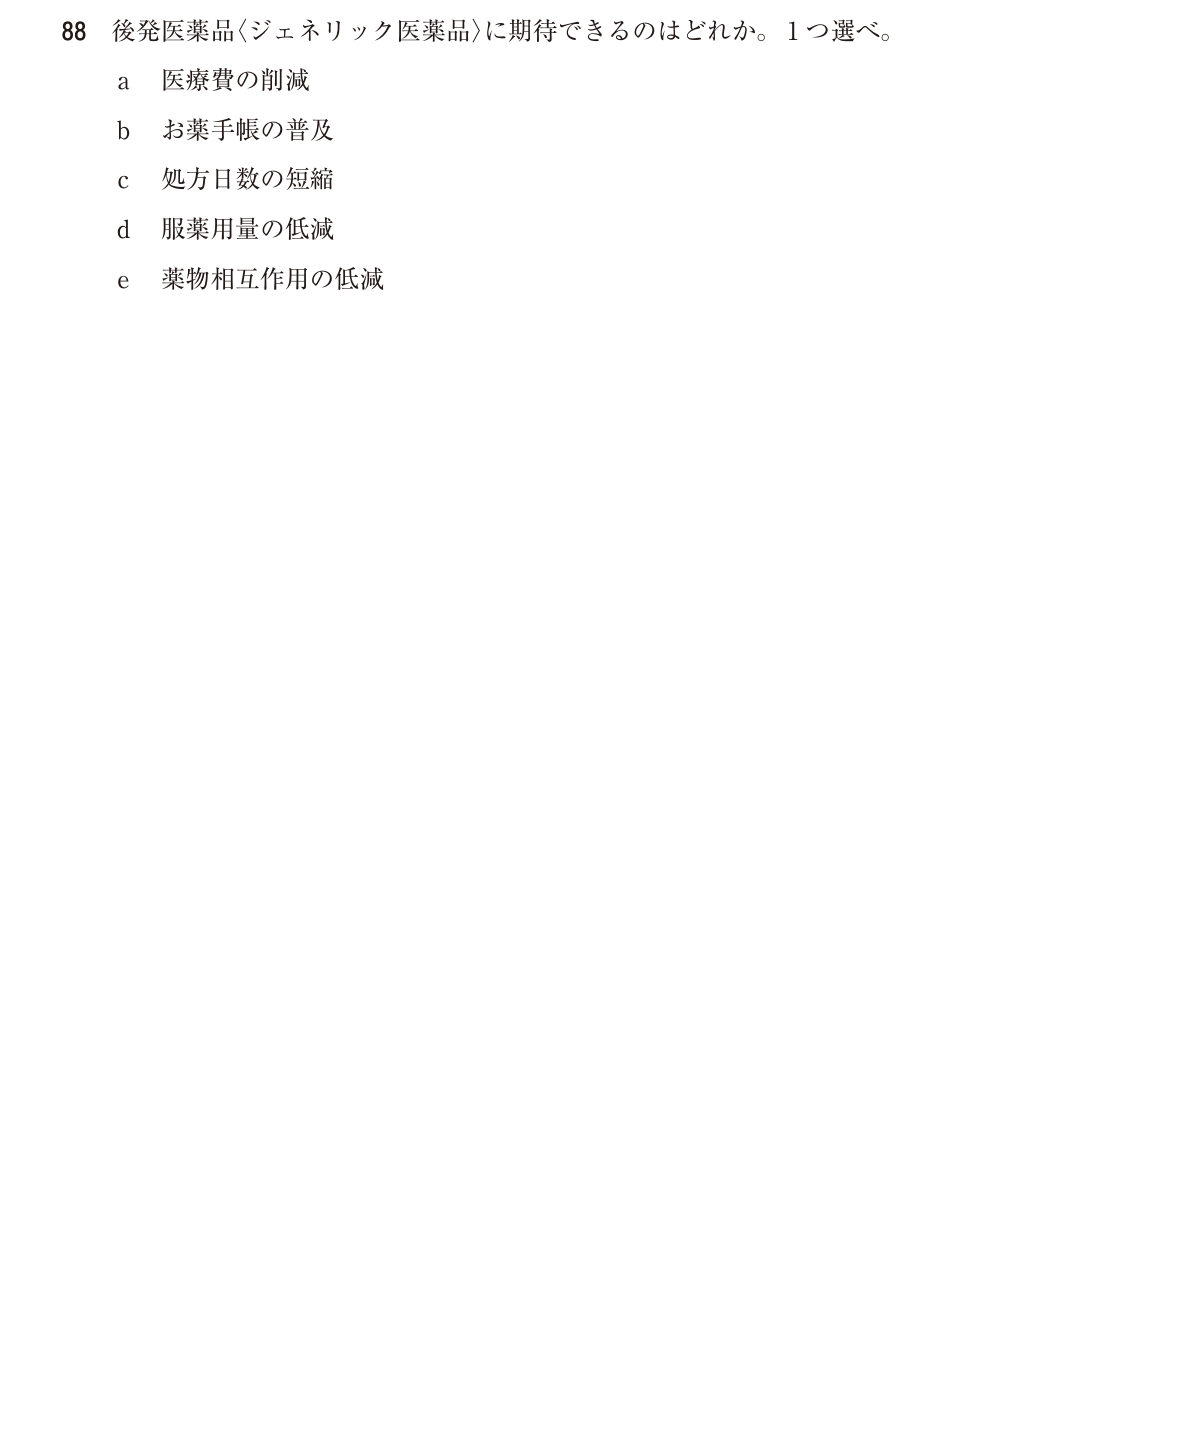 88 後発医薬品〈ジェネリック医薬品〉に期待できるのはどれか。1つ選べ。
a 医療費の削減
b お薬手帳の普及
c 処方日数の短縮
d 服薬用量の低減
e 薬物相互作用の低減